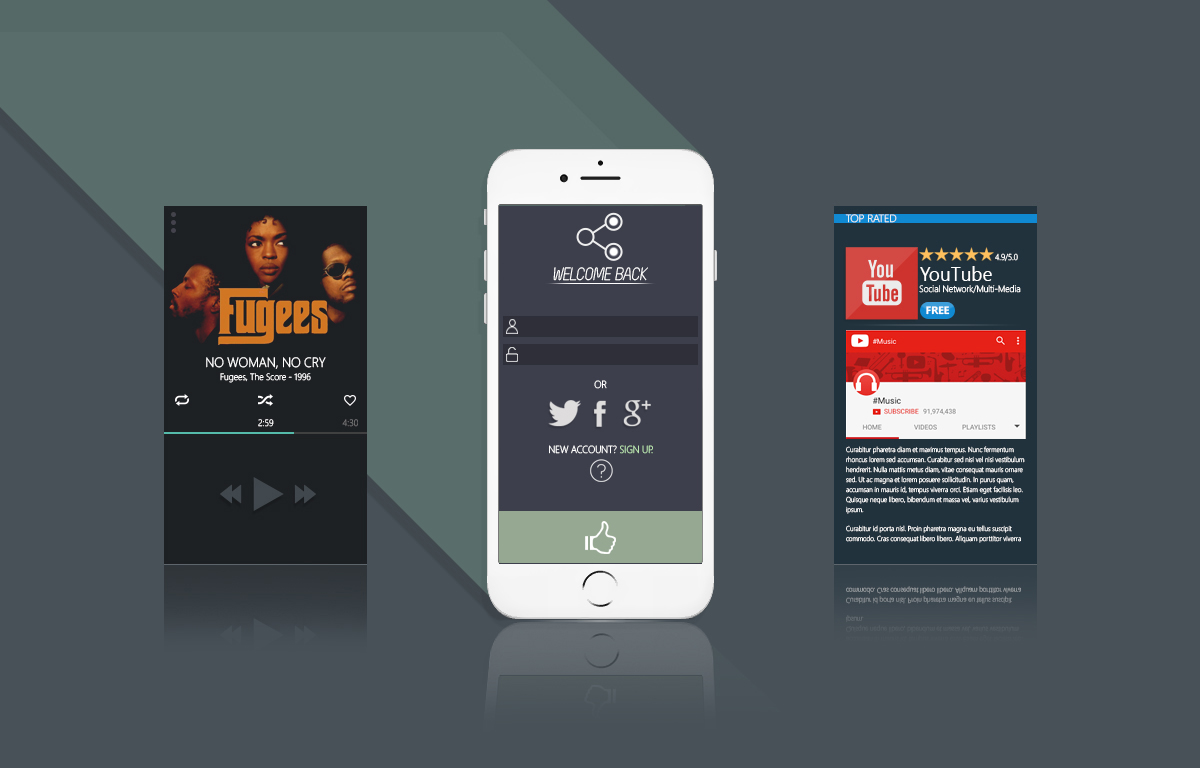 Fugees
NO WOMAN, NO CRY
Fugees, The Score - 1996
2:59
4:30
WELCOME BACK
OR
g+
NEW ACCOUNT? SIGN UP.
?
TOP RATED
You
Tube
4.9/5.0
YouTube
Social Network/Multi-Media
FREE
#Music
#Music
SUBSCRIBE 91,974,438
HOME VIDEOS PLAYLISTS
Curabitur pharetra diam et maximus tempus. Nunc fermentum
rhoncus lorem sed accumsan. Curabitur sed nisi vel nisi vestibulum
hendrerit. Nulla mattis metus diam, vitae consequat mauris ornare
sed. Ut ac magna et lorem posuere sollicitudin. In purus quam,
accumsan in mauris id, tempus viverra orci. Etiam eget facilisis leo.
Quisque neque libero, bibendum et massa vel, varius vestibulum
ipsum.
Curabitur id porta nisl. Proin pharetra magna eu tellus suscipit
commodo. Cras consequat libero libero. Aliquam porttitor viverra